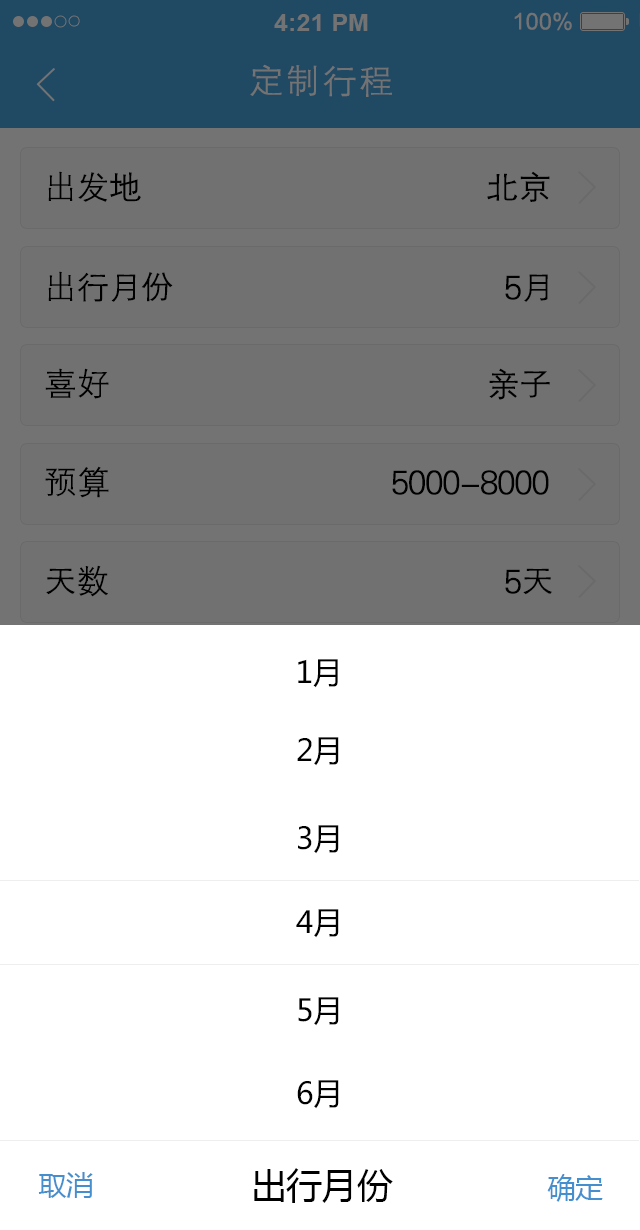 4:21 PM 100%
定制行程
出发地 北京
出行月份 5月
喜好 亲子
预算 5000-8000
天数 5天
1月
2月
3月
4月
5月
6月
取消 出行月份 确定